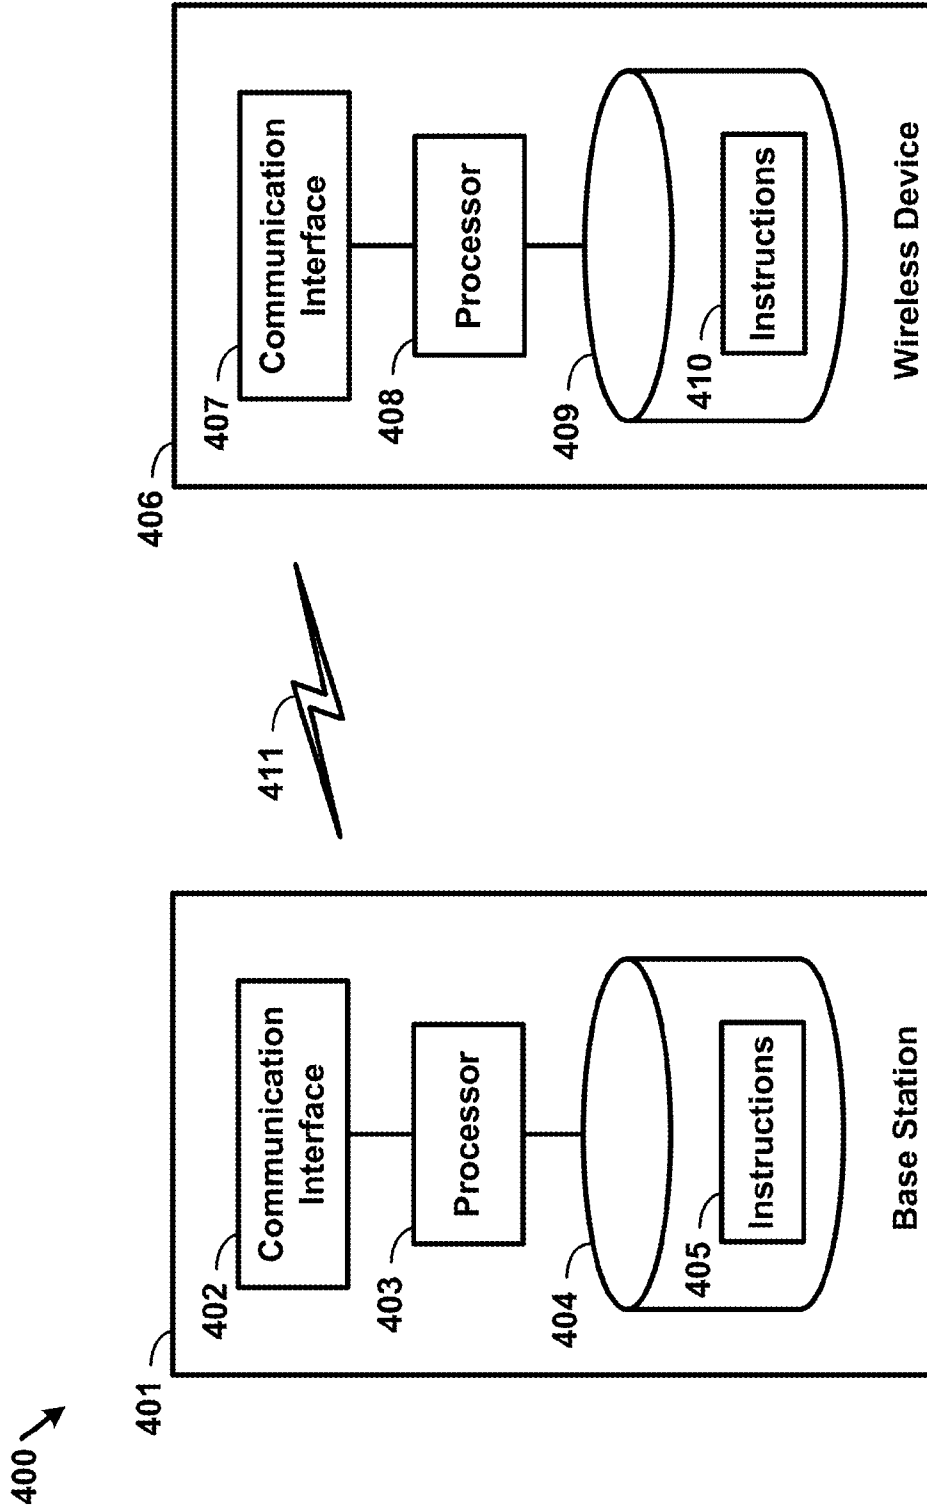 400
401
402
Communication
Interface
403
Processor
404
405
Instructions
Base Station
411
406
407
Communication
Interface
408
Processor
409
410
Instructions
Wireless Device